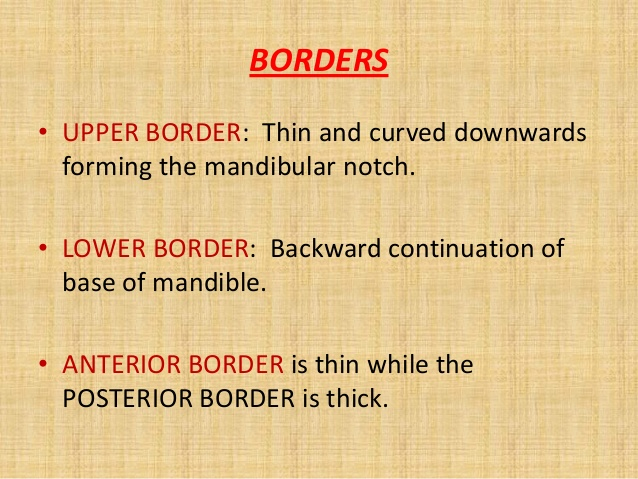 BORDERS
• UPPER BORDER: Thin and curved downwards
forming the mandibular notch.
• LOWER BORDER: Backward continuation of
base of mandible.
• ANTERIOR BORDER is thin while the
POSTERIOR BORDER is thick.